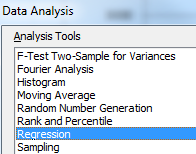 Data Analysis
Analysis Tools
F-Test Two-Sample for Variances
Fourier Analysis
Histogram
Moving Average
Random Number Generation
Rank and Percentile
Regression
Sampling